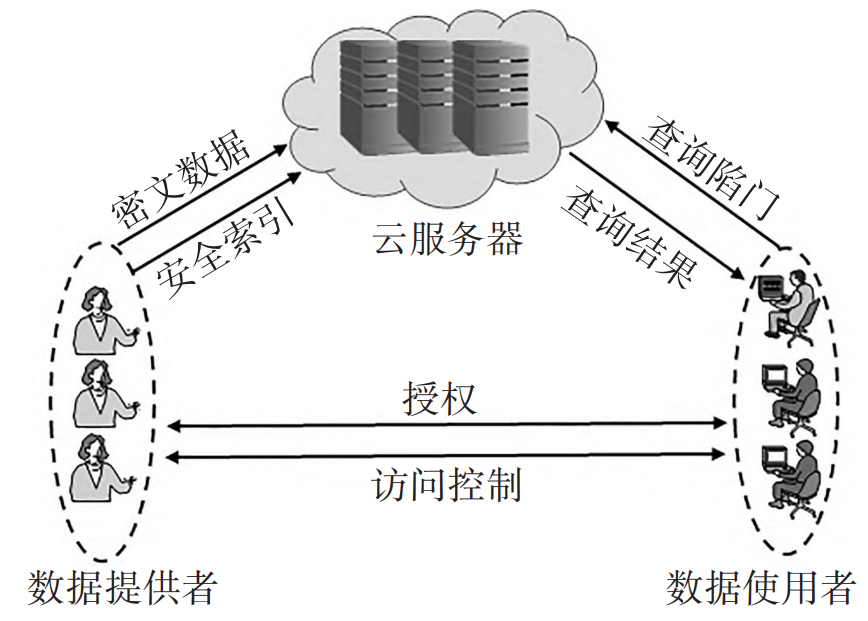 密文数据
安全索引
云服务器
查询陷门
查询结果
授权
访问控制
数据提供者
数据使用者